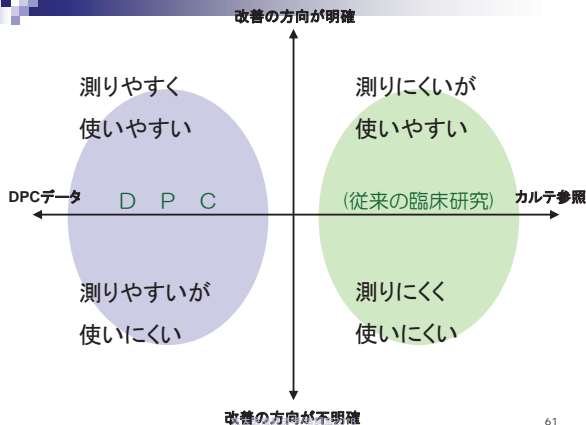 改善の方向が明確
測りやすく
使いやすい
測りにくいが
使いやすい
DPCデータ
D P C
(従来の臨床研究)
カルテ参照
測りやすいが
使いにくい
測りにくく
使いにくい
改善の方向が不明確
61